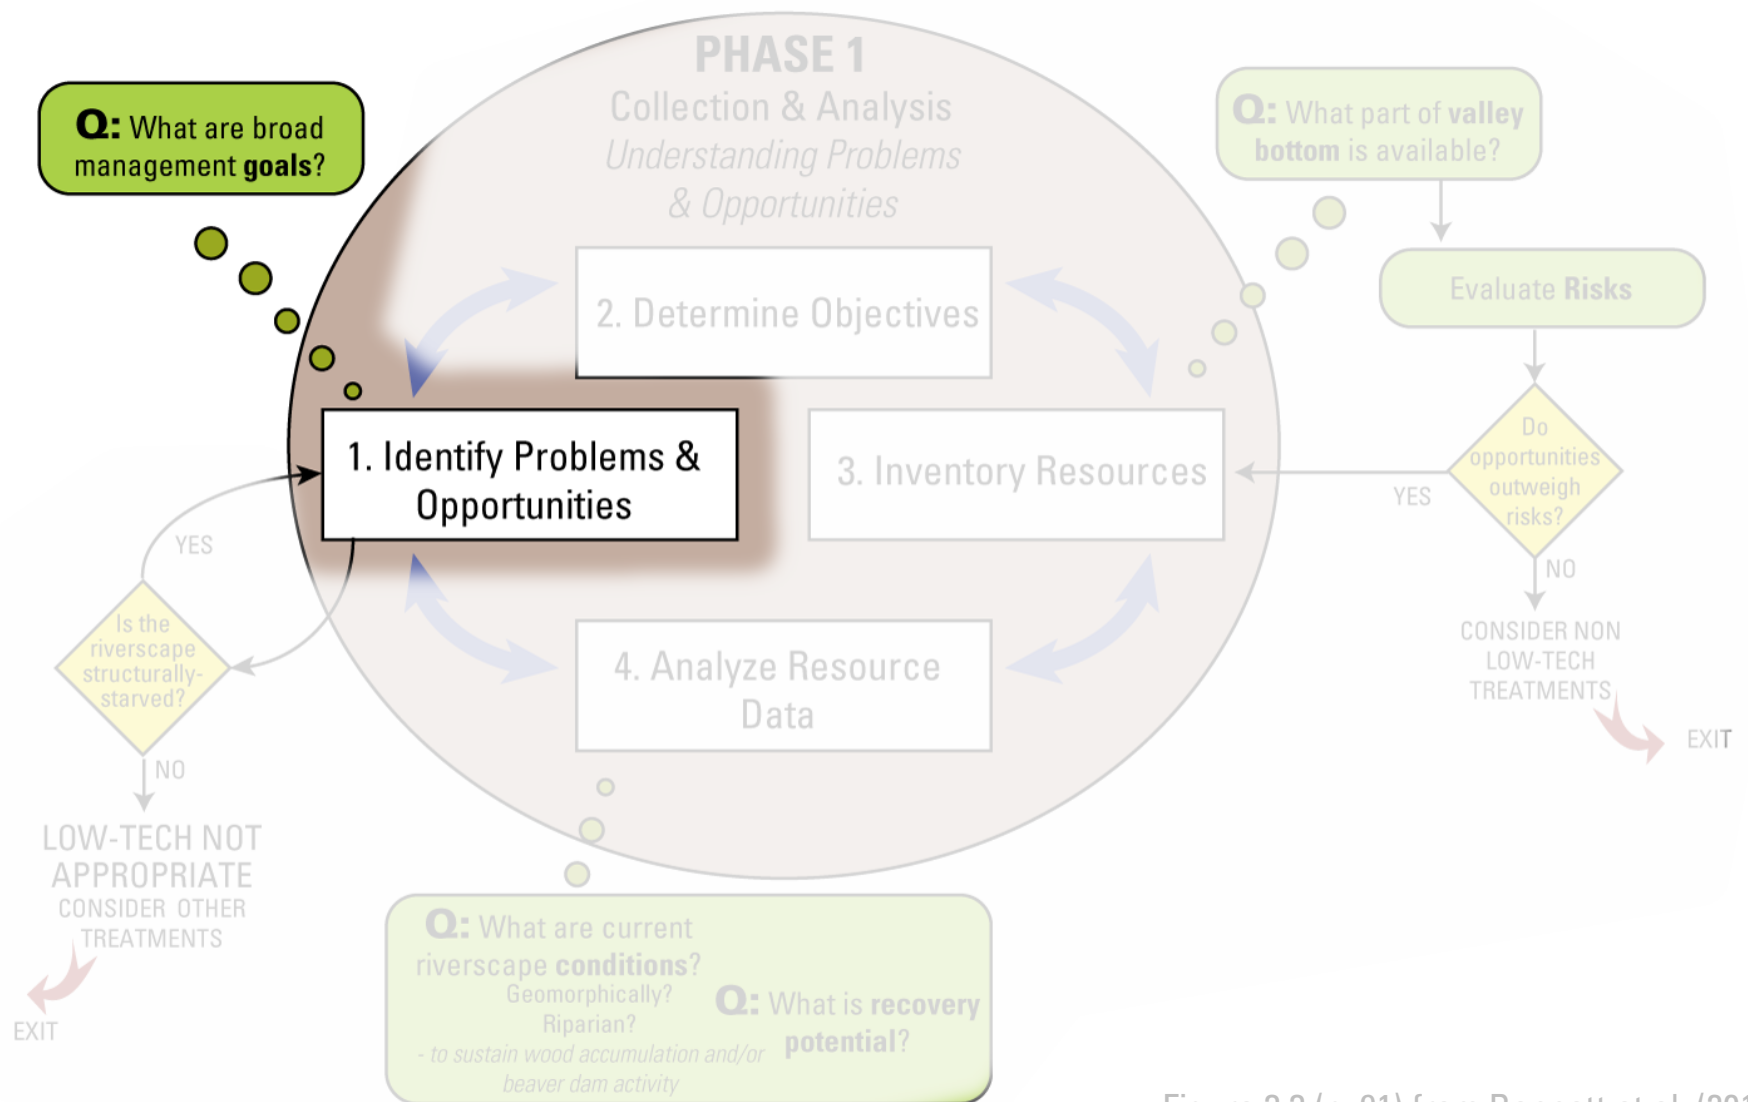 PHASE 1
Collection & Analysis
Understanding Problems
& Opportunities
Q: What are broad
management goals?
Q: What part of valley
bottom is available?
Evaluate Risks
2. Determine Objectives
1. Identify Problems &
Opportunities
3. Inventory Resources
Do
opportunities
outweigh
risks?
YES
NO
CONSIDER NON
LOW-TECH
TREATMENTS
EXIT
YES
Is the
riverscape
structurally-
starved?
NO
LOW-TECH NOT
APPROPRIATE
CONSIDER OTHER
TREATMENTS
EXIT
4. Analyze Resource
Data
Q: What are current
riverscape conditions?
Geomorphically?
Riparian?
- to sustain wood accumulation and/or
beaver dam activity
Q: What is recovery
potential?
from
et al.